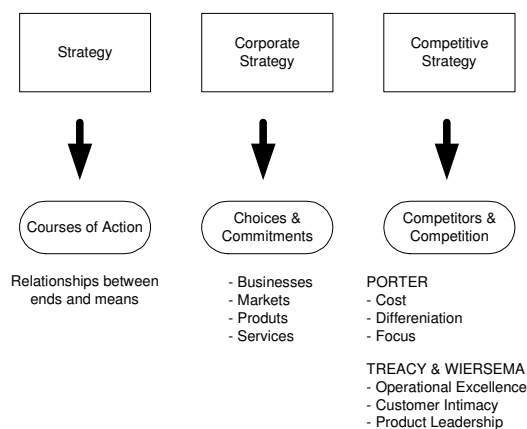 Strategy
Corporate
Strategy
Competitive
Strategy
Courses of Action
Choices &
Commitments
Competitors &
Competition
Relationships between
ends and means
- Businesses
- Markets
- Produts
- Services
PORTER
- Cost
- Differeniation
- Focus
TREACY & WIERSEMA
- Operational Excellence
- Customer Intimacy
- Product Leadership